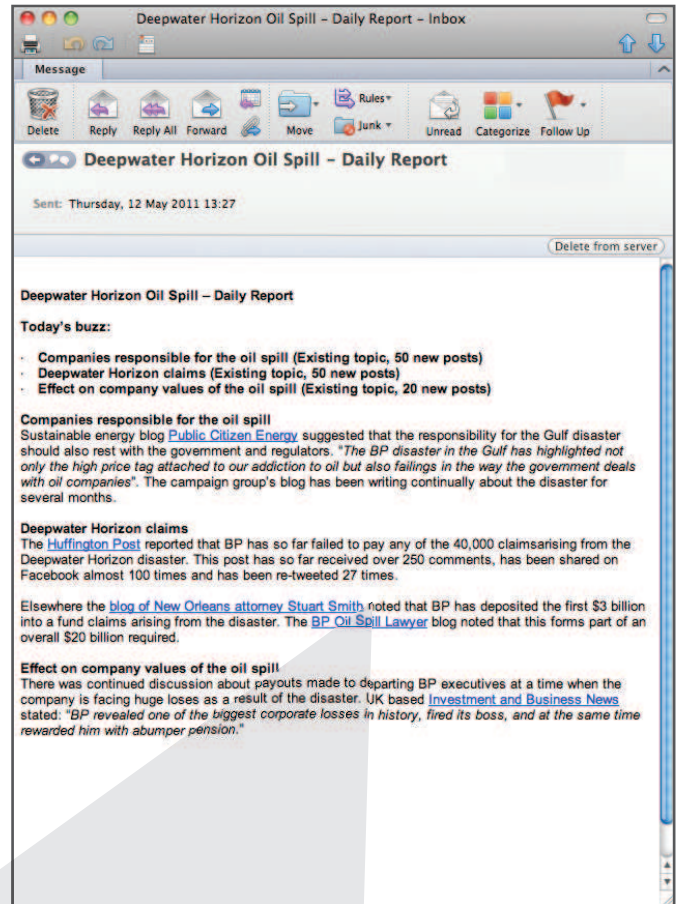 Deepwater Horizon Oil Spill – Daily Report – Inbox
Message
Delete Reply Reply All Forward Move Rules Junk Unread Categorize Follow Up
Deepwater Horizon Oil Spill – Daily Report
Sent: Thursday, 12 May 2011 13:27
Delete from server
Deepwater Horizon Oil Spill – Daily Report
Today's buzz:
· Companies responsible for the oil spill (Existing topic, 50 new posts)
· Deepwater Horizon claims (Existing topic, 50 new posts)
· Effect on company values of the oil spill (Existing topic, 20 new posts)
Companies responsible for the oil spill
Sustainable energy blog Public Citizen Energy suggested that the responsibility for the Gulf disaster
should also rest with the government and regulators. "The BP disaster in the Gulf has highlighted not
only the high price tag attached to our addiction to oil but also failings in the way the government deals
with oil companies". The campaign group's blog has been writing continually about the disaster for
several months.
Deepwater Horizon claims
The Huffington Post reported that BP has so far failed to pay any of the 40,000 claimsarising from the
Deepwater Horizon disaster. This post has so far received over 250 comments, has been shared on
Facebook almost 100 times and has been re-tweeted 27 times.
Elsewhere the blog of New Orleans attorney Stuart Smith noted that BP has deposited the first $3 billion
into a fund claims arising from the disaster. The BP Oil Spill Lawyer blog noted that this forms part of an
overall $20 billion required.
Effect on company values of the oil spill
There was continued discussion about payouts made to departing BP executives at a time when the
company is facing huge loses as a result of the disaster. UK based Investment and Business News
stated: "BP revealed one of the biggest corporate losses in history, fired its boss, and at the same time
rewarded him with abumper pension."